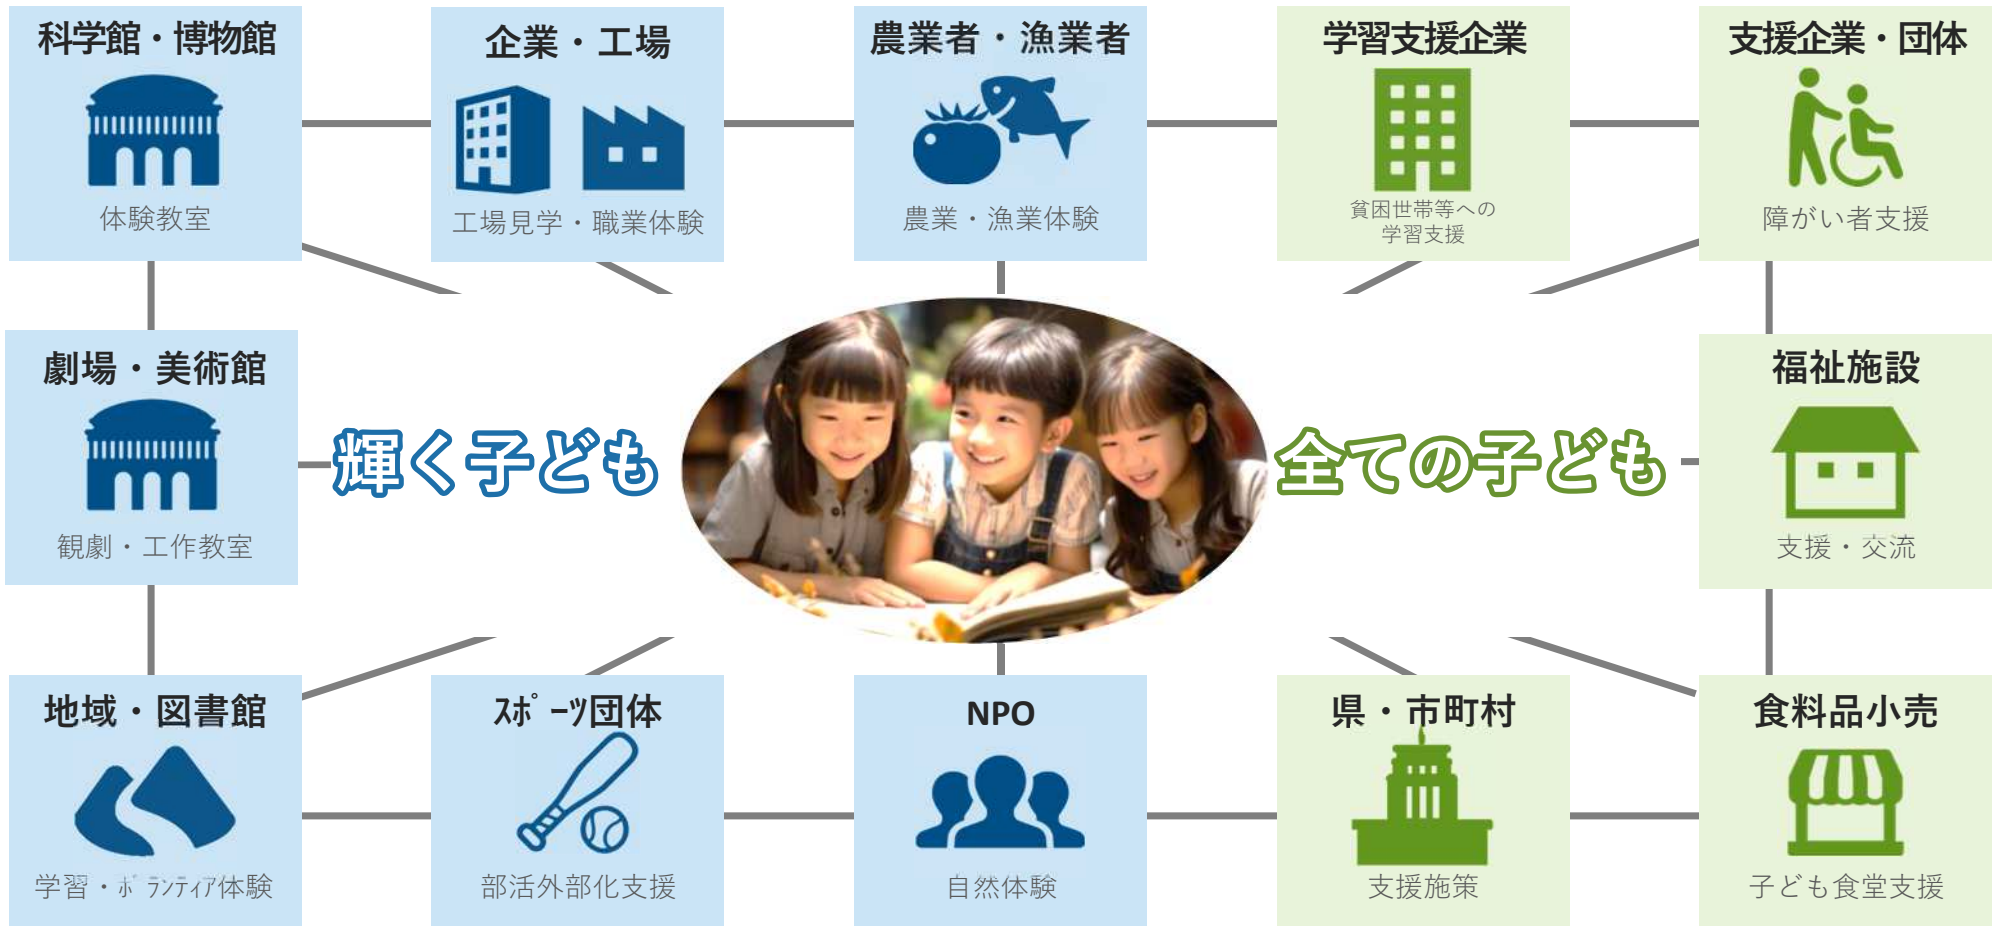 科学館・博物館
体験教室
企業・工場
工場見学・職業体験
農業者・漁業者
農業・漁業体験
学習支援企業
貧困世帯等への
学習支援
支援企業・団体
障がい者支援
劇場・美術館
観劇・工作教室
輝く子ども
全ての子ども
福祉施設
支援・交流
地域・図書館
学習・ﾎﾞﾗﾝﾃｨｱ体験
ｽﾎﾟｰﾂ団体
部活外部化支援
NPO
自然体験
県・市町村
支援施策
食料品小売
子ども食堂支援